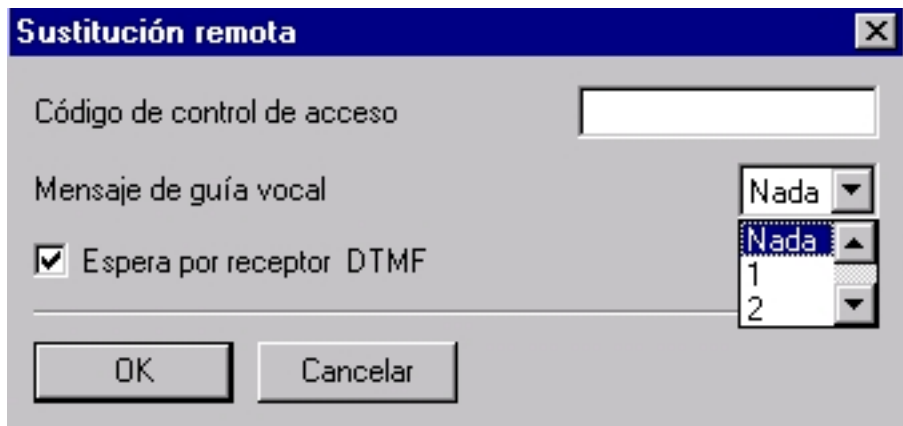 Sustitución remota
Código de control de acceso
Mensaje de guía vocal
Nada
Nada
1
2
Espera por receptor DTMF
OK
Cancelar